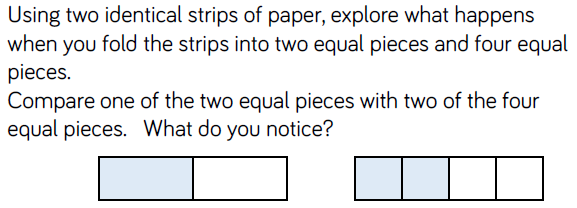 Using two identical strips of paper, explore what happens
when you fold the strips into two equal pieces and four equal
pieces.
Compare one of the two equal pieces with two of the four
equal pieces. What do you notice?